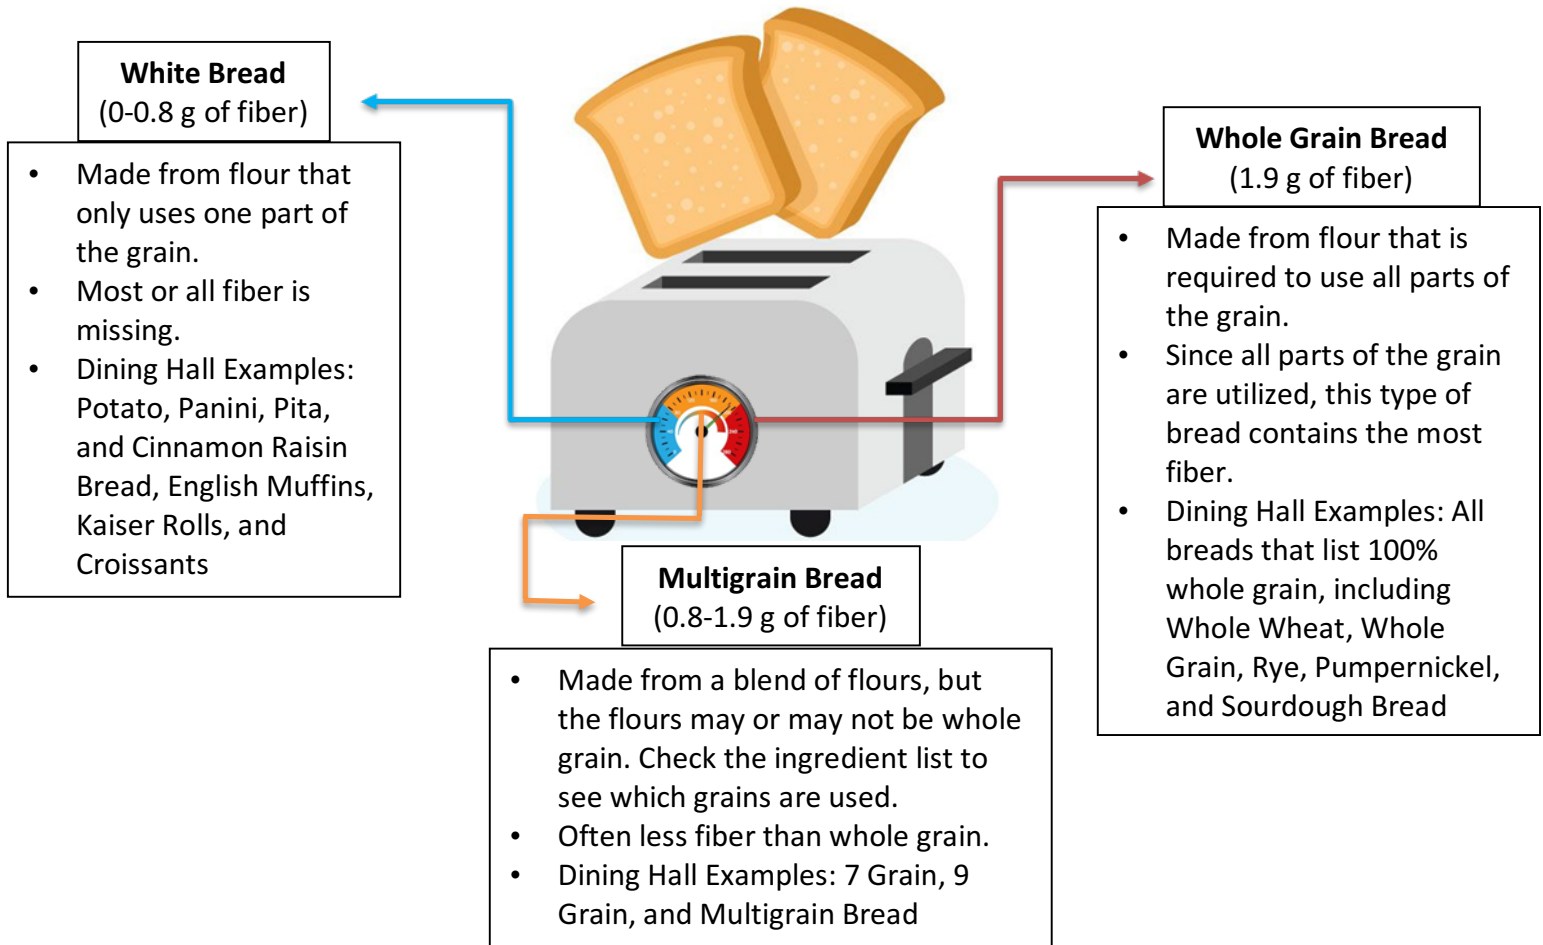 White Bread
(0-0.8 g of fiber)
• Made from flour that
only uses one part of
the grain.
• Most or all fiber is
missing.
• Dining Hall Examples:
Potato, Panini, Pita,
and Cinnamon Raisin
Bread, English Muffins,
Kaiser Rolls, and
Croissants
Whole Grain Bread
(1.9 g of fiber)
• Made from flour that is
required to use all parts of
the grain.
• Since all parts of the grain
are utilized, this type of
bread contains the most
fiber.
• Dining Hall Examples: All
breads that list 100%
whole grain, including
Whole Wheat, Whole
Grain, Rye, Pumpernickel,
and Sourdough Bread
Multigrain Bread
(0.8-1.9 g of fiber)
• Made from a blend of flours, but
the flours may or may not be whole
grain. Check the ingredient list to
see which grains are used.
• Often less fiber than whole grain.
• Dining Hall Examples: 7 Grain, 9
Grain, and Multigrain Bread